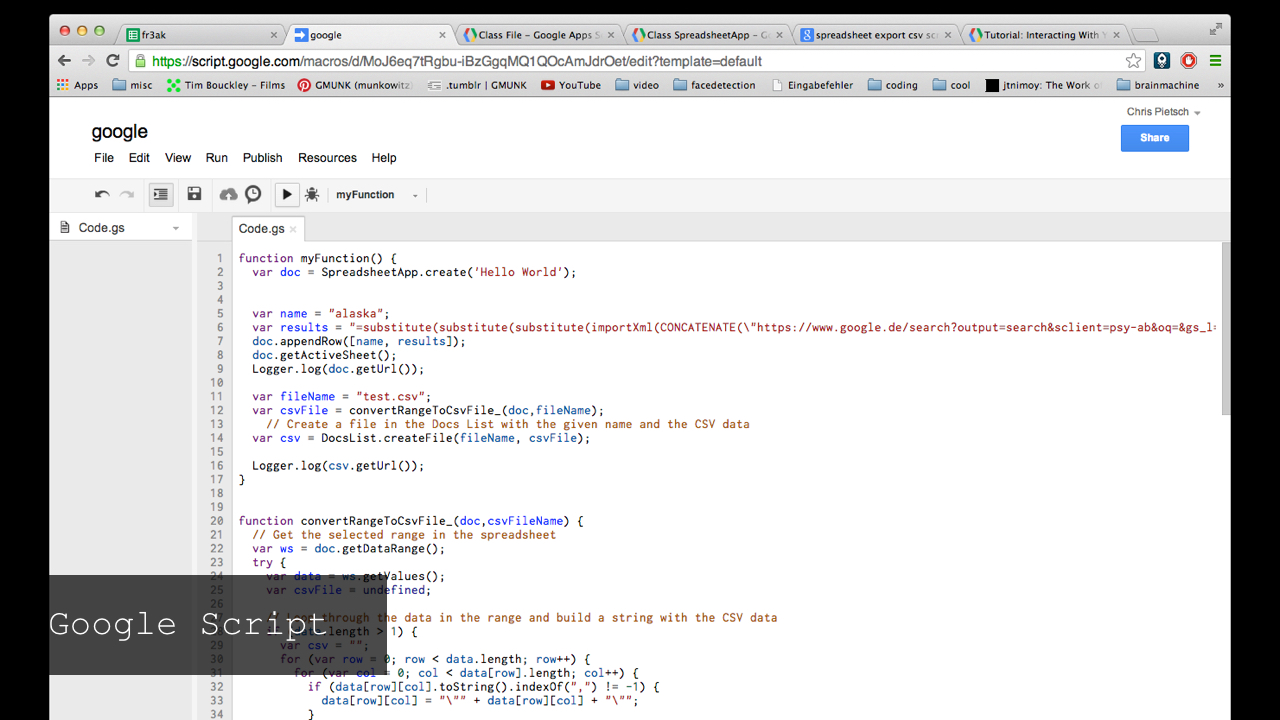 fr3ak
google
Class File – Google Apps S
Class SpreadsheetApp – G
spreadsheet export csv sc
Tutorial: Interacting With Y
https://script.google.com/macros/d/MoJ6eq7tRgbu-iBzGgqMQ1QOcAmJdrOet/edit?template=default
Apps
misc
Tim Bouckley - Films
GMUNK (munkowitz
.tumblr | GMUNK
YouTube
video
facedetection
Eingabefehler
coding
cool
jtnimoy: The Work o
brainmachine
»
Chris Pietsch
google
Share
File Edit View Run Publish Resources Help
myFunction
Code.gs
Code.gs
1 function myFunction() {
2 var doc = SpreadsheetApp.create('Hello World');
3
4
5 var name = "alaska";
6 var results = "=substitute(substitute(substitute(importXml(CONCATENATE(\"https://www.google.de/search?output=search&sclient=psy-ab&oq=&gs_l=
7 doc.appendRow([name, results]);
8 doc.getActiveSheet();
9 Logger.log(doc.getUrl());
10
11 var fileName = "test.csv";
12 var csvFile = convertRangeToCsvFile_(doc,fileName);
13 // Create a file in the Docs List with the given name and the CSV data
14 var csv = DocsList.createFile(fileName, csvFile);
15
16 Logger.log(csv.getUrl());
17 }
18
19
20 function convertRangeToCsvFile_(doc,csvFileName) {
21 // Get the selected range in the spreadsheet
22 var ws = doc.getDataRange();
23 try {
24 var data = ws.getValues();
25 var csvFile = undefined;
26
through the data in the range and build a string with the CSV data
.length > 1) {
29 var csv = "";
30 for (var row = 0; row < data.length; row++) {
31 for (var col = 0; col < data[row].length; col++) {
32 if (data[row][col].toString().indexOf(",") != -1) {
33 data[row][col] = "\"" + data[row][col] + "\"";
34 }
Google Script